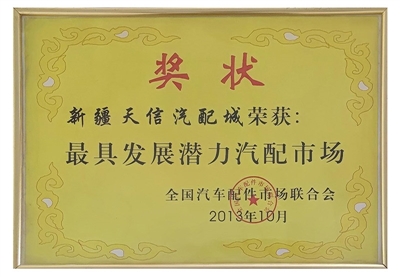 奖状
新疆天信汽配城荣获：
最具发展潜力汽配市场
全国汽车配件市场联合会
2013年10月